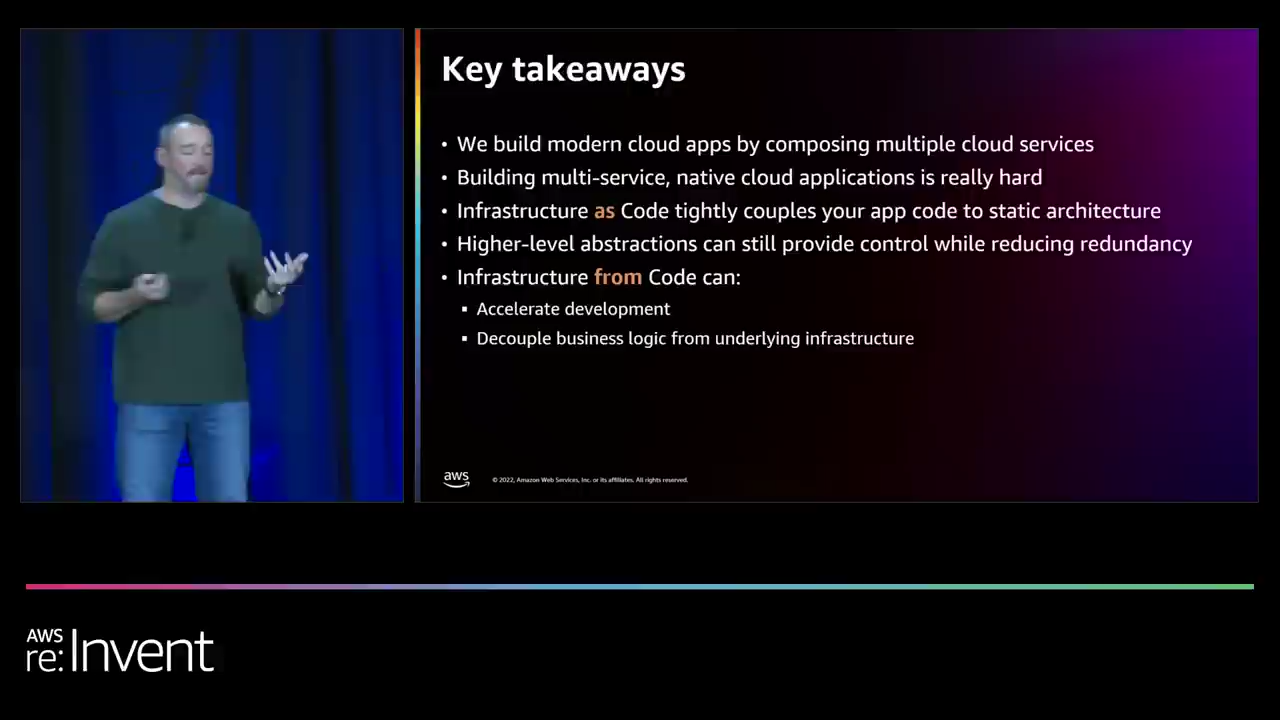 Key takeaways
• We build modern cloud apps by composing multiple cloud services
• Building multi-service, native cloud applications is really hard
• Infrastructure as Code tightly couples your app code to static architecture
• Higher-level abstractions can still provide control while reducing redundancy
• Infrastructure from Code can:
▪ Accelerate development
▪ Decouple business logic from underlying infrastructure
aws
© 2022, Amazon Web Services, Inc. or its affiliates. All rights reserved.
AWS
re:Invent